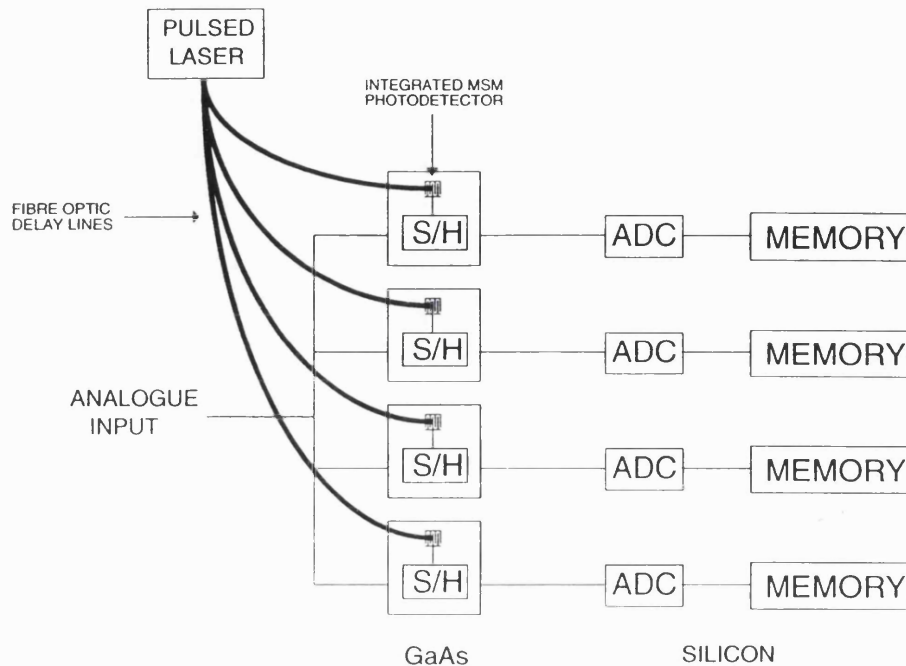 PULSED
LASER
INTEGRATED MSM
PHOTODETECTOR
FIBRE OPTIC
DELAY LINES
S/H
ADC
MEMORY
S/H
ADC
MEMORY
ANALOGUE
INPUT
S/H
ADC
MEMORY
S/H
ADC
MEMORY
GaAs
SILICON